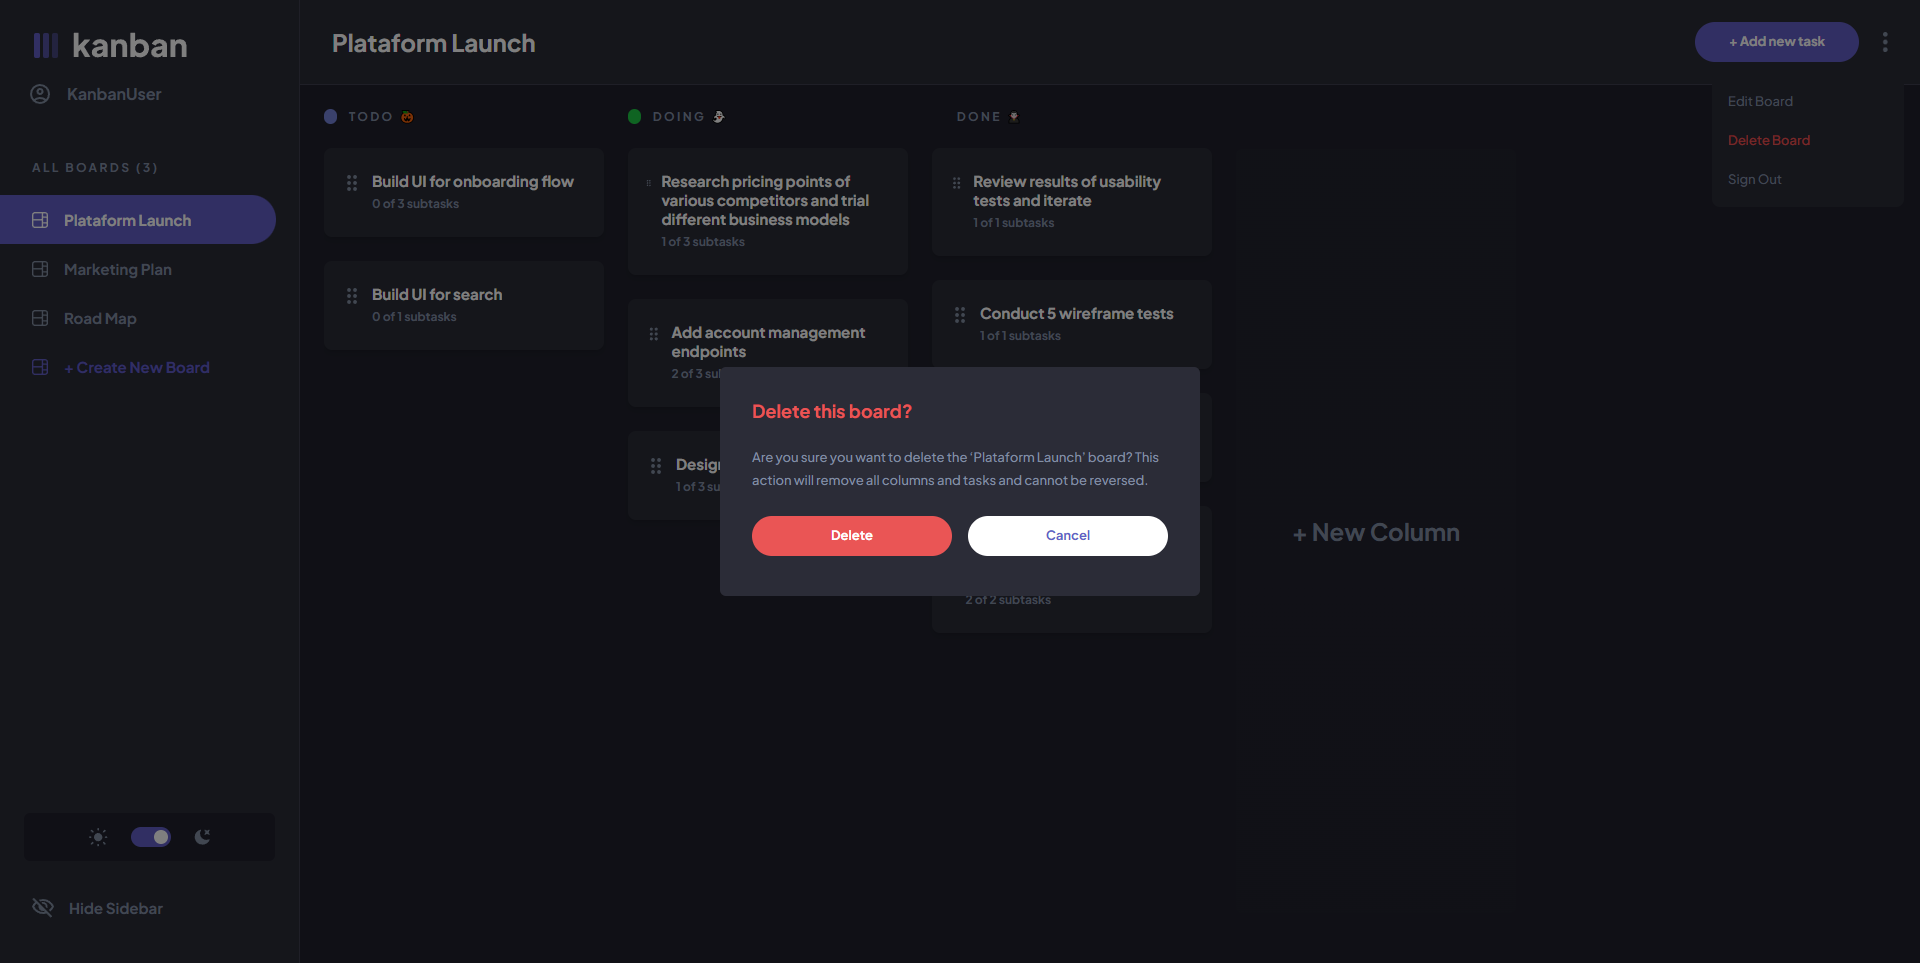 kanban
KanbanUser
ALL BOARDS (3)
Plataform Launch
Marketing Plan
Road Map
+ Create New Board
Hide Sidebar
Plataform Launch
+ Add new task
Edit Board
Delete Board
Sign Out
TODO
Build UI for onboarding flow
0 of 3 subtasks
Build UI for search
0 of 1 subtasks
DOING
Research pricing points of
various competitors and trial
different business models
1 of 3 subtasks
Add account management
endpoints
2 of 3
1 of 3
DONE
Review results of usability
tests and iterate
1 of 1 subtasks
Conduct 5 wireframe tests
1 of 1 subtasks
2 of 2 subtasks
+ New Column
Delete this board?
Are you sure you want to delete the 'Plataform Launch' board? This
action will remove all columns and tasks and cannot be reversed.
Delete
Cancel